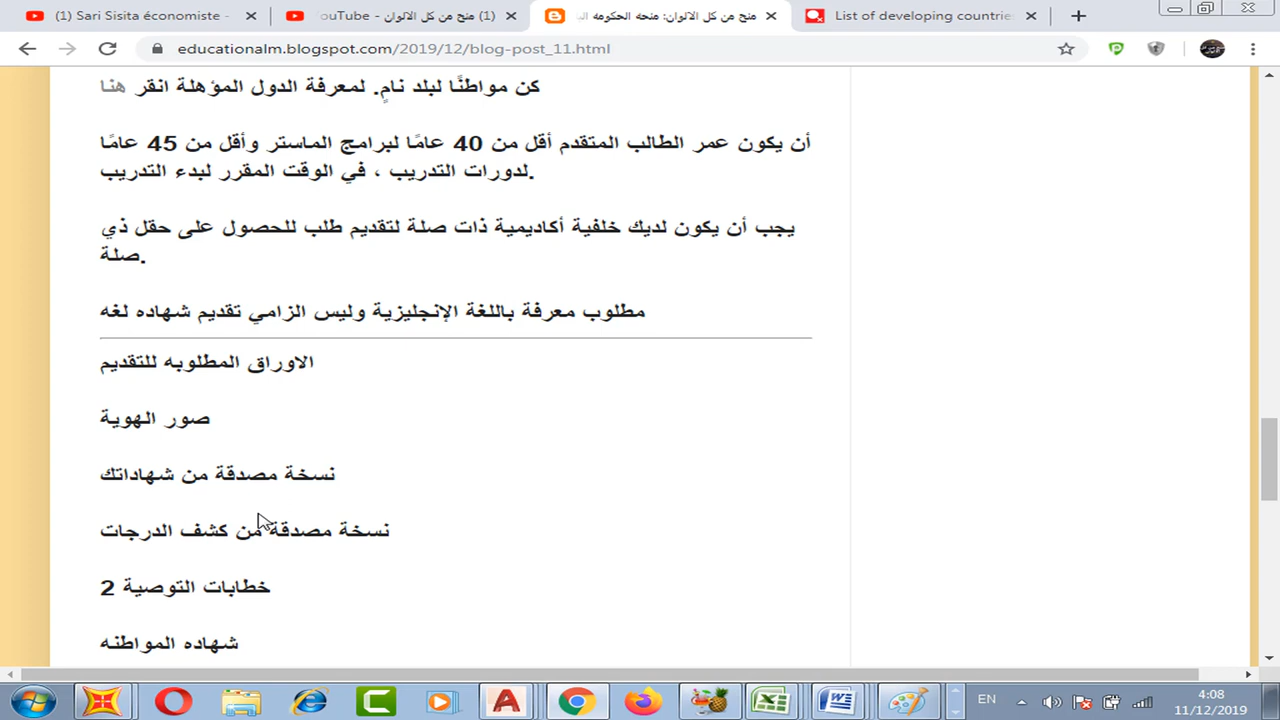 (1) Sari Sisita économiste -
(1) منح من كل الالوان - YouTube
منح من كل الالوان: منحه الحكومه
List of developing countrie
educationalm.blogspot.com/2019/12/blog-post_11.html
كن مواطنًا لبلد نامٍ. لمعرفة الدول المؤهلة انقر هنا
أن يكون عمر الطالب المتقدم أقل من 40 عامًا لبرامج الماستر وأقل من 45 عامًا
لدورات التدريب ، في الوقت المقرر لبدء التدريب.
يجب أن يكون لديك خلفية أكاديمية ذات صلة لتقديم طلب للحصول على حقل ذي
صلة.
مطلوب معرفة باللغة الإنجليزية وليس الزامي تقديم شهاده لغه
الاوراق المطلوبه للتقديم
صور الهوية
نسخة مصدقة من شهاداتك
نسخة مصدقة من كشف الدرجات
خطابات التوصية 2
شهاده المواطنه
EN
4:08
11/12/2019